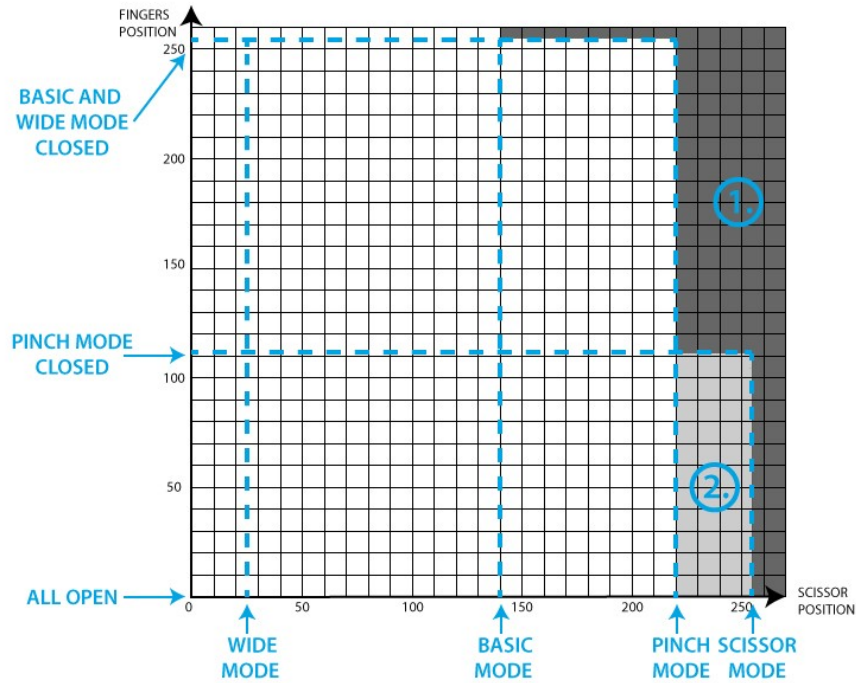 FINGERS
POSITION
250
BASIC AND
WIDE MODE
CLOSED
200
1.
150
PINCH MODE
CLOSED
100
2.
50
ALL OPEN
0
50
100
150
200
250
SCISSOR
POSITION
WIDE
MODE
BASIC
MODE
PINCH
MODE
SCISSOR
MODE